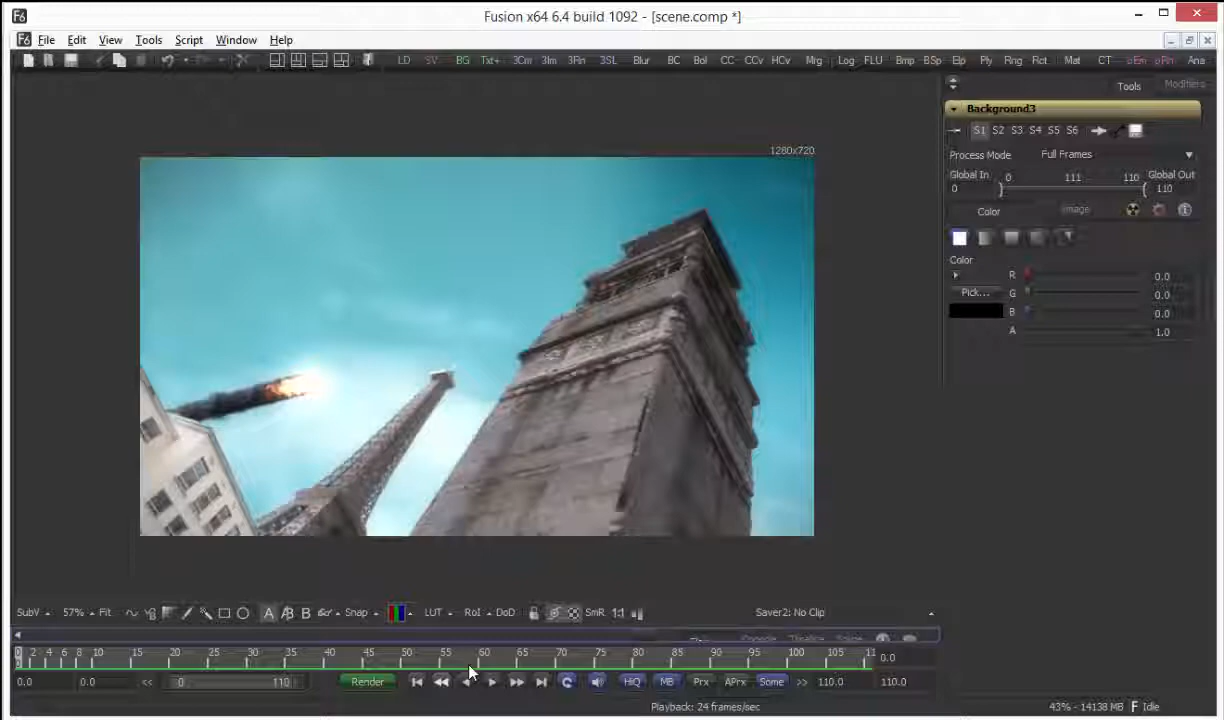 Fusion x64 6.4 build 1092 - [scene.comp *]
File Edit View Tools Script Window Help
LD SV BG Txt+ 3Cm 3Im 3Rn 3SL Blur BC Bol CC CCv HCv Mrg Log FLU Bmp BSp Elp Ply Rng Rct Mat CT pEm pRn Ana
Tools Modifiers
Background3
S1 S2 S3 S4 S5 S6
1280x720
Process Mode Full Frames
Global In 0 111 110 Global Out
0 110
Color Image
Color
R 0.0
Pick... G 0.0
B 0.0
A 1.0
SubV 57% Fit A B Snap LUT RoI DoD SmR 1:1 Saver2: No Clip
Console Timeline
0 2 4 6 8 10 15 20 25 30 35 40 45 50 55 60 65 70 75 80 85 90 95 100 105 11 0.0
0.0 0.0 << 0 110 Render HiQ MB Prx APrx Some >> 110.0 110.0
Playback: 24 frames/sec 43% - 14138 MB Idle